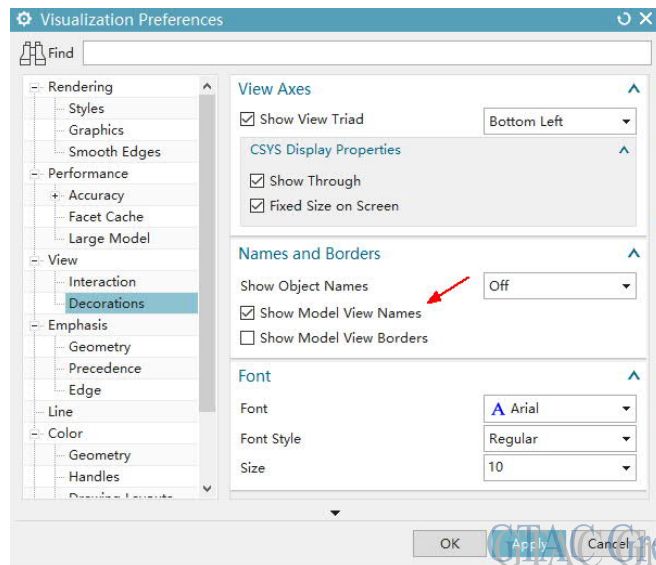 Visualization Preferences
Find
Rendering
Styles
Graphics
Smooth Edges
Performance
Accuracy
Facet Cache
Large Model
View
Interaction
Decorations
Emphasis
Geometry
Precedence
Edge
Line
Color
Geometry
Handles
View Axes
Show View Triad Bottom Left
CSYS Display Properties
Show Through
Fixed Size on Screen
Names and Borders
Show Object Names Off
Show Model View Names
Show Model View Borders
Font
Font A Arial
Font Style Regular
Size 10
OK Apply Cancel
GTAC